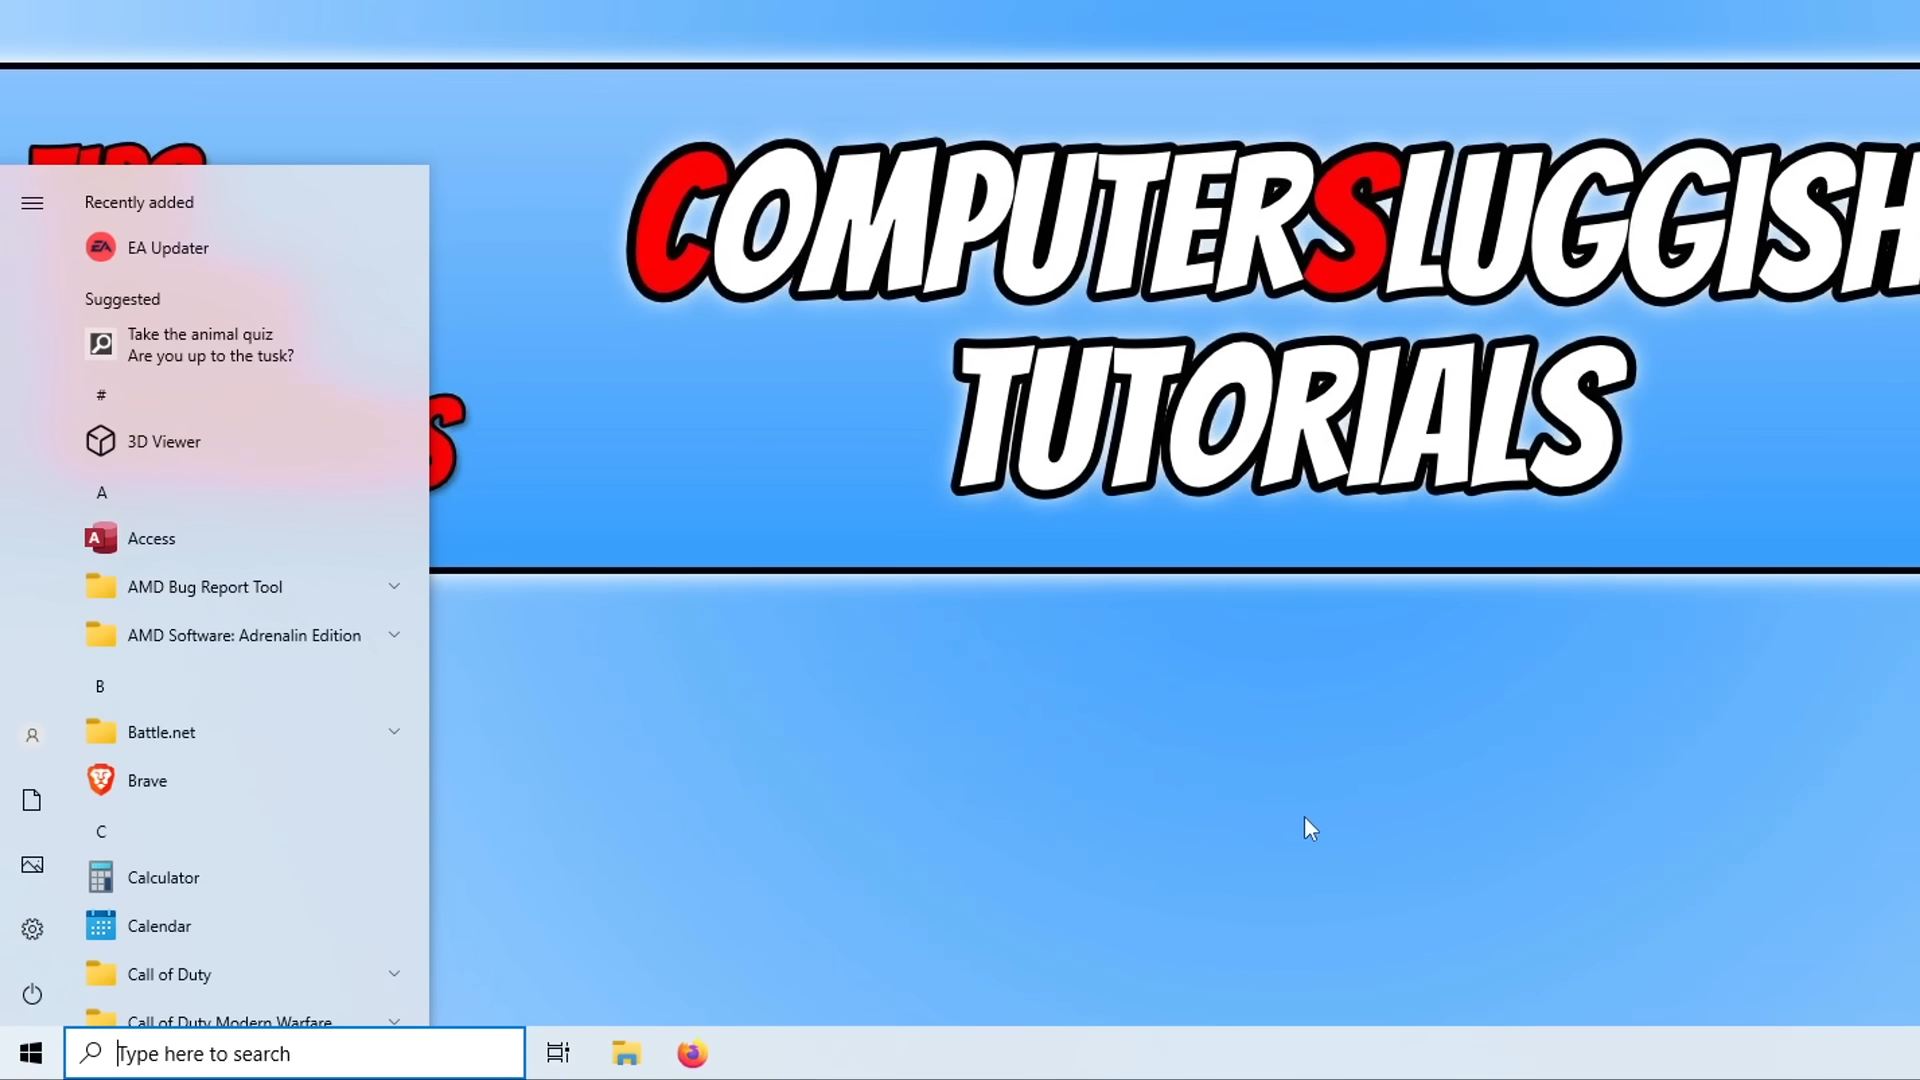 COMPUTERSLUGGISH
TUTORIALS
Recently added
EA Updater
Suggested
Take the animal quiz
Are you up to the tusk?
#
3D Viewer
A
Access
AMD Bug Report Tool
AMD Software: Adrenalin Edition
B
Battle.net
Brave
C
Calculator
Calendar
Call of Duty
Call of Duty Modern Warfare
Type here to search